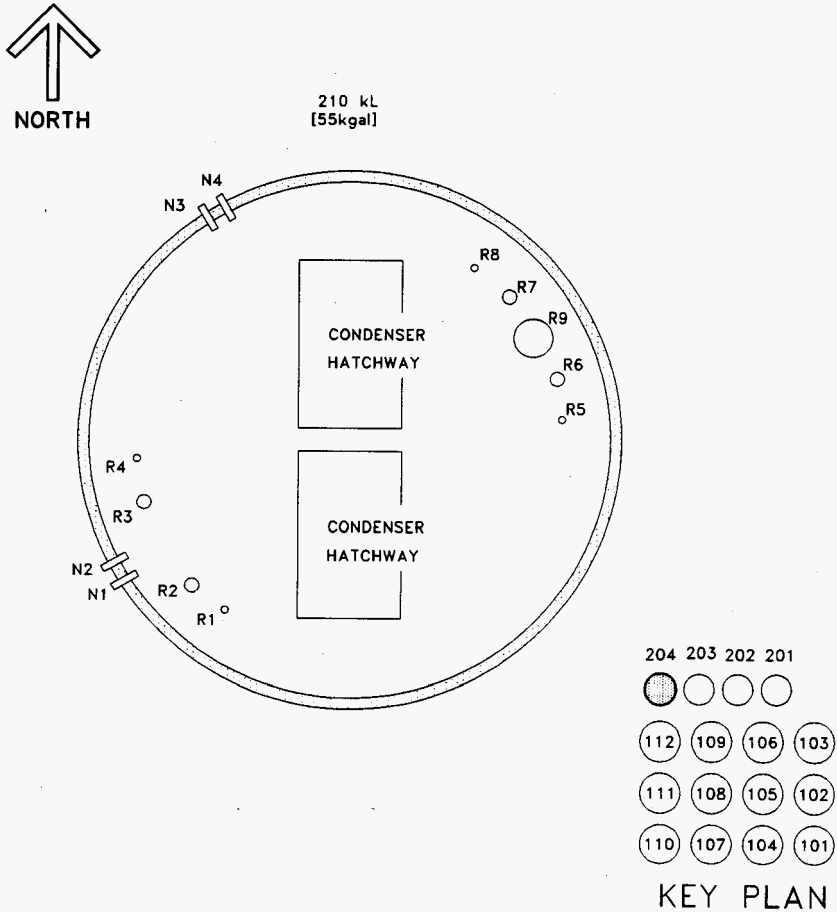 NORTH
210 kL
[55kgal]
N4
N3
R8
R7
R9
CONDENSER
HATCHWAY
R6
R5
R4
R3
CONDENSER
HATCHWAY
N2
N1
R2
R1
204 203 202 201
112 109 106 103
111 108 105 102
110 107 104 101
KEY PLAN